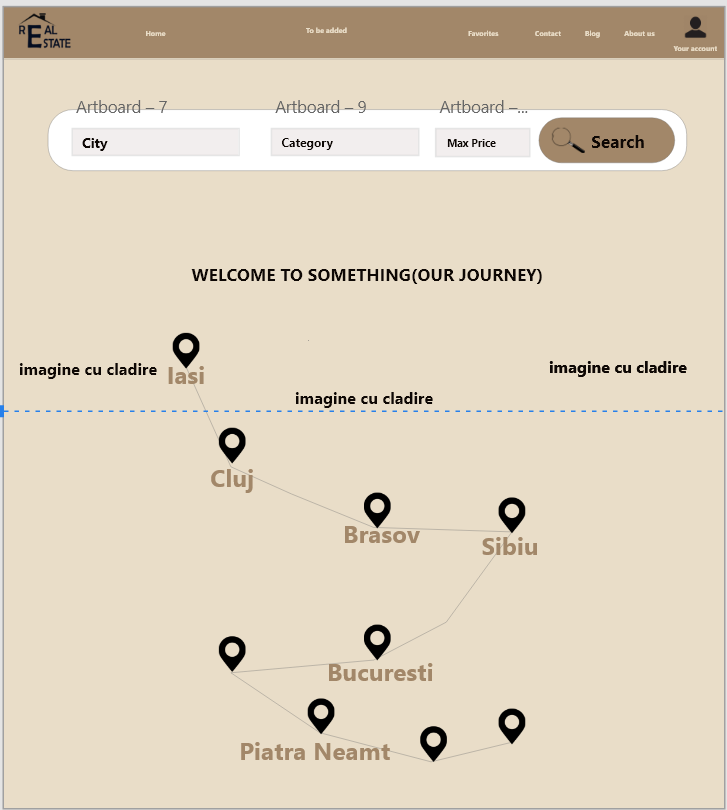 REAL
ESTATE
Home
To be added
Favorites
Contact
Blog
About us
Your account
Artboard – 7
Artboard – 9
Artboard –...
City
Category
Max Price
Search
WELCOME TO SOMETHING(OUR JOURNEY)
imagine cu cladire
Iasi
imagine cu cladire
imagine cu cladire
Cluj
Brasov
Sibiu
Bucuresti
Piatra Neamt